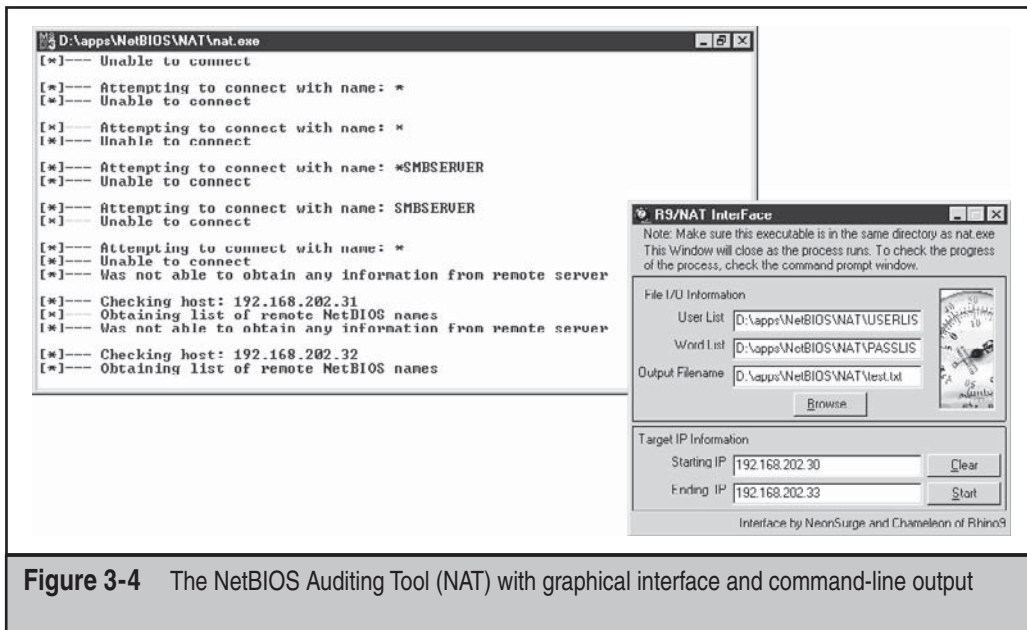 D:\apps\NetBIOS\NAT\nat.exe
[*]--- Unable to connect
[*]--- Attempting to connect with name: *
[*]--- Unable to connect
[*]--- Attempting to connect with name: *
[*]--- Unable to connect
[*]--- Attempting to connect with name: *SMBSERVER
[*]--- Unable to connect
[*]--- Attempting to connect with name: SMBSERVER
[*]--- Unable to connect
[*]--- Attempting to connect with name: *
[*]--- Unable to connect
[*]--- Was not able to obtain any information from remote server
[*]--- Checking host: 192.168.202.31
[*]--- Obtaining list of remote NetBIOS names
[*]--- Was not able to obtain any information from remote server
[*]--- Checking host: 192.168.202.32
[*]--- Obtaining list of remote NetBIOS names
R9/NAT InterFace
Note: Make sure this executable is in the same directory as nat.exe
This Window will close as the process runs. To check the progress
of the process, check the command prompt window.
File I/O Information
User List D:\apps\NetBIOS\NAT\USERLIS
Word List D:\apps\NetBIOS\NAT\PASSLIS
Output Filename D:\apps\NetBIOS\NAT\test.txt
Browse
Target IP Information
Starting IP 192.168.202.30 Clear
Ending IP 192.168.202.33 Start
Interface by NeonSurge and Chameleon of Rhino9
Figure 3-4 The NetBIOS Auditing Tool (NAT) with graphical interface and command-line output